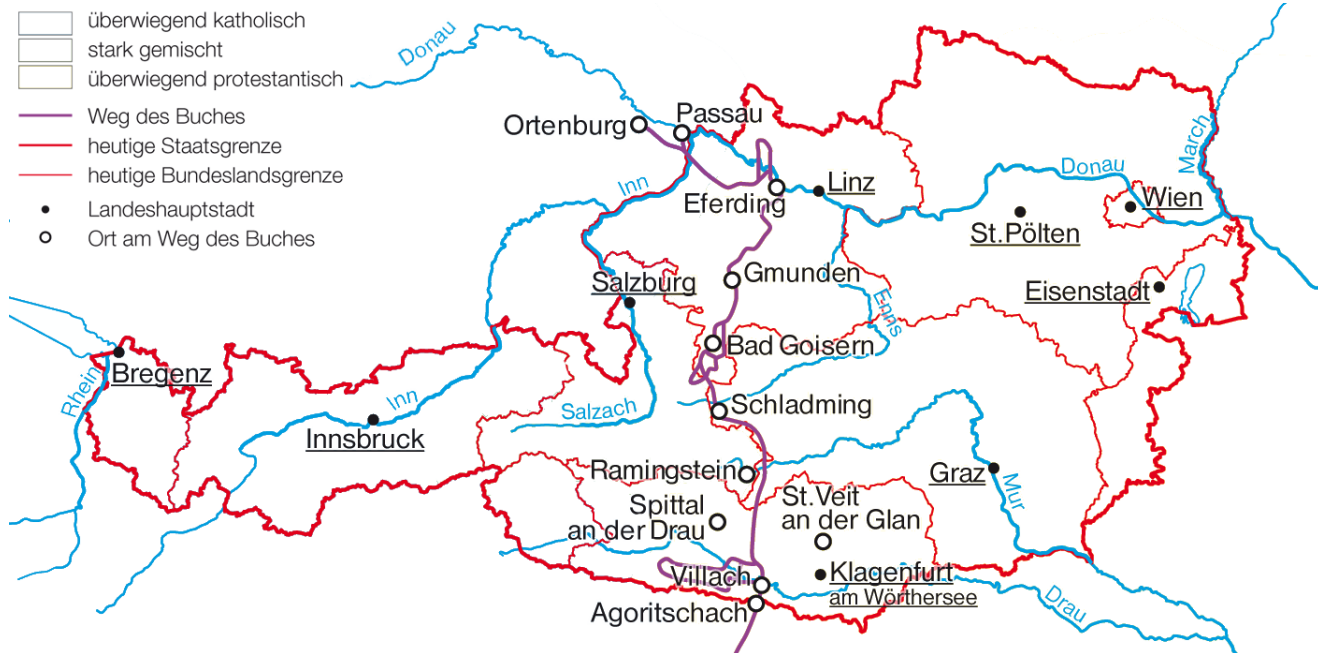 überwiegend katholisch
stark gemischt
überwiegend protestantisch
Weg des Buches
heutige Staatsgrenze
heutige Bundeslandsgrenze
Landeshauptstadt
Ort am Weg des Buches
Donau
Passau
Ortenburg
March
Donau
Inn
Linz
Wien
Eferding
St.Pölten
Gmunden
Salzburg
Eisenstadt
Enns
Bad Goisern
Bregenz
Rhein
Inn
Salzach
Schladming
Innsbruck
Ramingstein
Graz
Mur
St.Veit
an der Glan
Spittal
an der Drau
Villach
Klagenfurt
am Wörthersee
Agoritschach
Drau